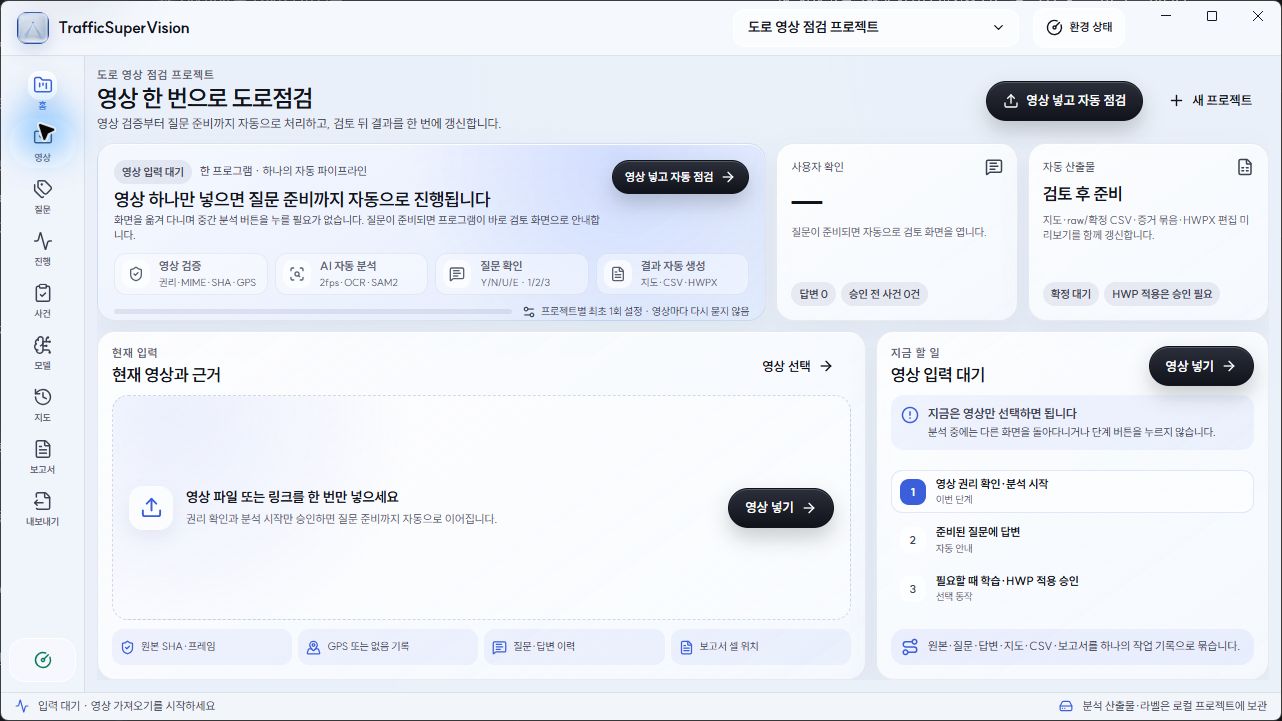 TrafficSuperVision
도로 영상 점검 프로젝트
환경 상태
홈
영상
질문
진행
사건
모델
지도
보고서
내보내기
도로 영상 점검 프로젝트
영상 한 번으로 도로점검
영상 검증부터 질문 준비까지 자동으로 처리하고, 검토 뒤 결과를 한 번에 갱신합니다.
영상 넣고 자동 점검
새 프로젝트
영상 입력 대기
한 프로그램 · 하나의 자동 파이프라인
영상 하나만 넣으면 질문 준비까지 자동으로 진행됩니다
화면을 옮겨 다니며 중간 분석 버튼을 누를 필요가 없습니다. 질문이 준비되면 프로그램이 바로 검토 화면으로 안내합
니다.
영상 넣고 자동 점검
영상 검증
권리·MIME·SHA·GPS
AI 자동 분석
2fps·OCR·SAM2
질문 확인
Y/N/U/E · 1/2/3
결과 자동 생성
지도·CSV·HWPX
프로젝트별 최초 1회 설정 · 영상마다 다시 묻지 않음
사용자 확인
—
질문이 준비되면 자동으로 검토 화면을 엽니다.
답변 0
승인 전 사건 0건
자동 산출물
검토 후 준비
지도·raw/확정 CSV·증거 묶음·HWPX 편집 미
리보기를 함께 갱신합니다.
확정 대기
HWP 적용은 승인 필요
현재 입력
현재 영상과 근거
영상 선택
영상 파일 또는 링크를 한 번만 넣으세요
권리 확인과 분석 시작만 승인하면 질문 준비까지 자동으로 이어집니다.
영상 넣기
원본 SHA·프레임
GPS 또는 없음 기록
질문·답변 이력
보고서 셀 위치
지금 할 일
영상 입력 대기
영상 넣기
지금은 영상만 선택하면 됩니다
분석 중에는 다른 화면을 돌아다니거나 단계 버튼을 누르지 않습니다.
1
영상 권리 확인·분석 시작
이번 단계
2
준비된 질문에 답변
자동 안내
3
필요할 때 학습·HWP 적용 승인
선택 동작
원본·질문·답변·지도·CSV·보고서를 하나의 작업 기록으로 묶습니다.
입력 대기 · 영상 가져오기를 시작하세요
분석 산출물·라벨은 로컬 프로젝트에 보관